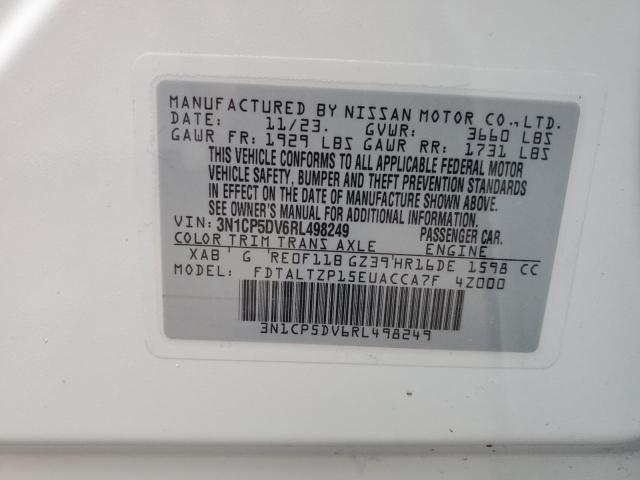 MANUFACTURED BY NISSAN MOTOR CO.,LTD.
DATE: 11/23. GVWR: 3660 LBS
GAWR FR: 1929 LBS GAWR RR: 1731 LBS
THIS VEHICLE CONFORMS TO ALL APPLICABLE FEDERAL MOTOR
VEHICLE SAFETY, BUMPER AND THEFT PREVENTION STANDARDS
IN EFFECT ON THE DATE OF MANUFACTURE SHOWN ABOVE.
SEE OWNER'S MANUAL FOR ADDITIONAL INFORMATION.
VIN: 3N1CP5DV6RL498249 PASSENGER CAR.
COLOR TRIM TRANS AXLE ENGINE
XAB G RE0F11B GZ39 HR16DE 1598 CC
FDTALTZP15EUACCA7F 4Z000
3N1CP5DV6RL498249